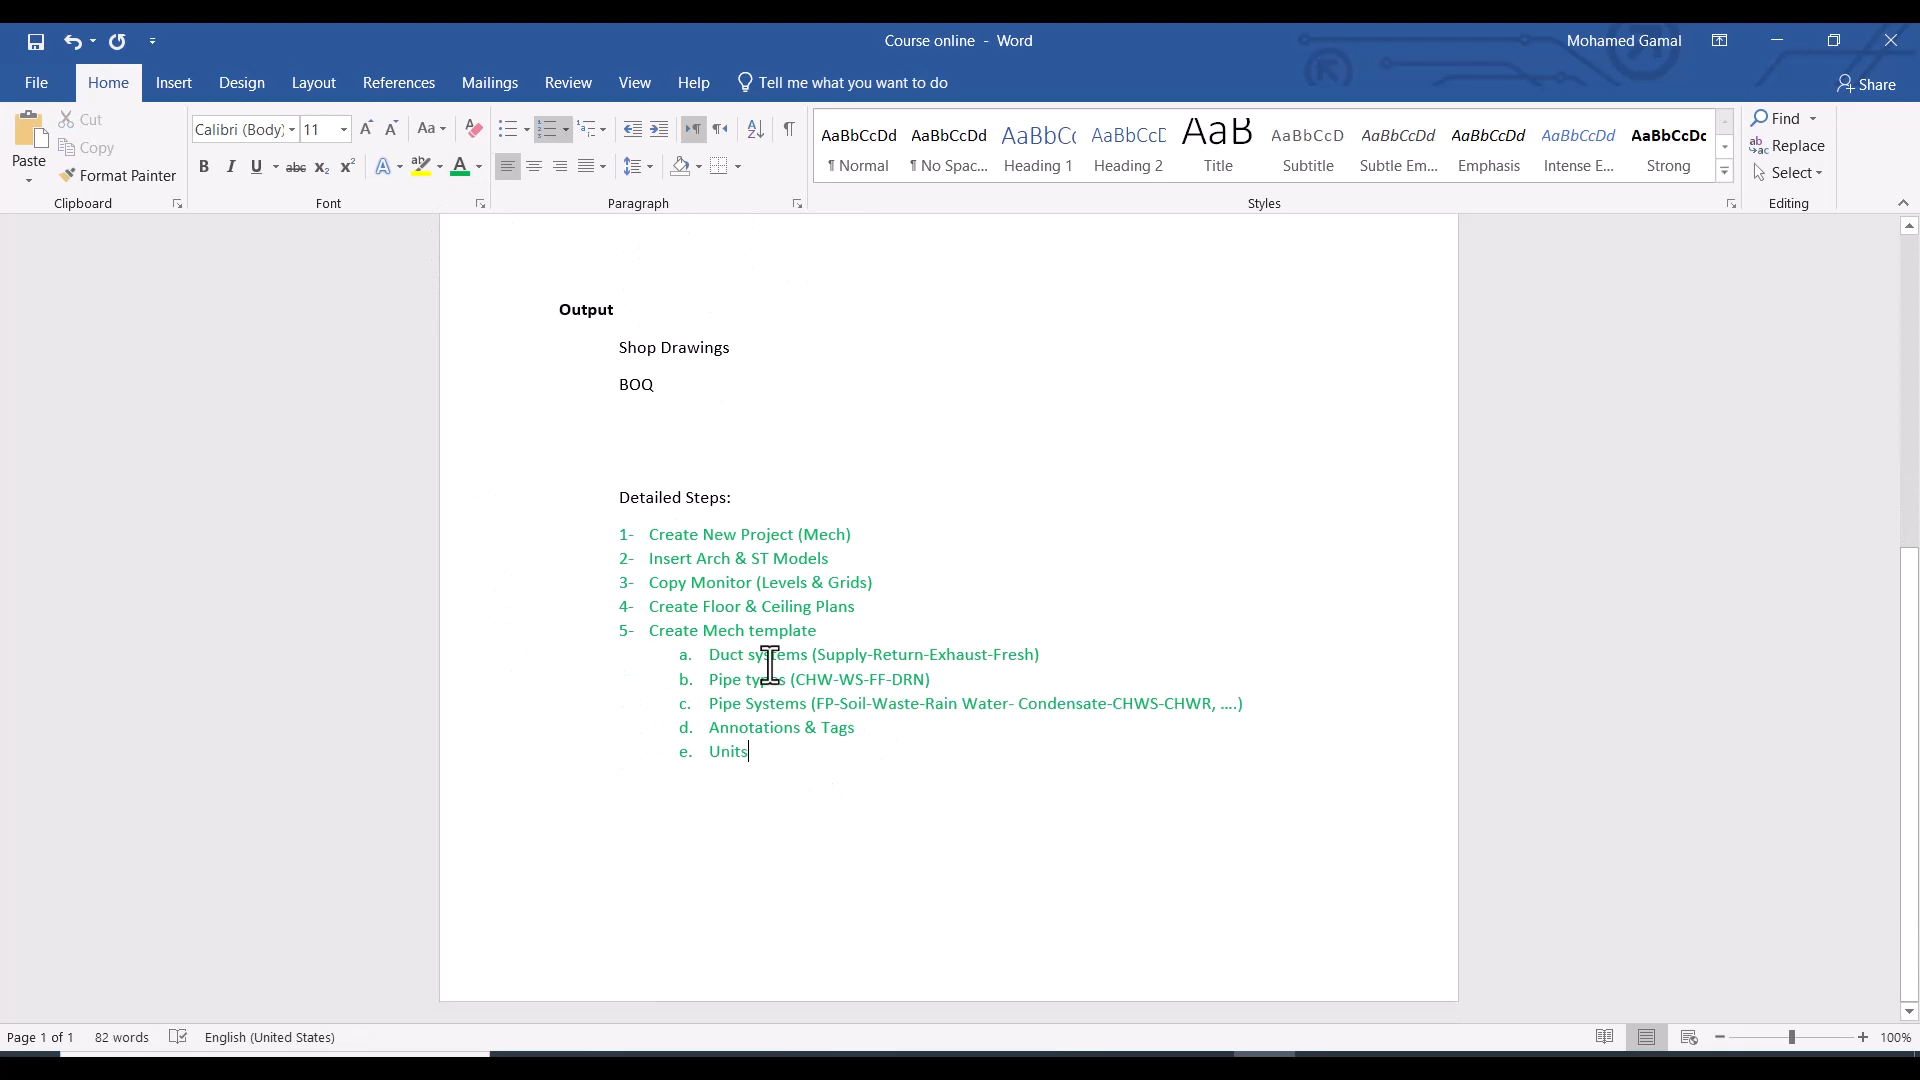 Course online - Word
Mohamed Gamal
File Home Insert Design Layout References Mailings Review View Help Tell me what you want to do
Share
Paste
Cut
Copy
Format Painter
Clipboard
Calibri (Body) 11
Font
Paragraph
AaBbCcDd AaBbCcDd AaBbCc AaBbCcD AaB AaBbCcD AaBbCcDd AaBbCcDd AaBbCcDd AaBbCcDc
¶ Normal ¶ No Spac... Heading 1 Heading 2 Title Subtitle Subtle Em... Emphasis Intense E... Strong
Styles
Find
Replace
Select
Editing
Output
Shop Drawings
BOQ
Detailed Steps:
1- Create New Project (Mech)
2- Insert Arch & ST Models
3- Copy Monitor (Levels & Grids)
4- Create Floor & Ceiling Plans
5- Create Mech template
a. Duct systems (Supply-Return-Exhaust-Fresh)
b. Pipe types (CHW-WS-FF-DRN)
c. Pipe Systems (FP-Soil-Waste-Rain Water- Condensate-CHWS-CHWR, ....)
d. Annotations & Tags
e. Units
Page 1 of 1 82 words English (United States) 100%